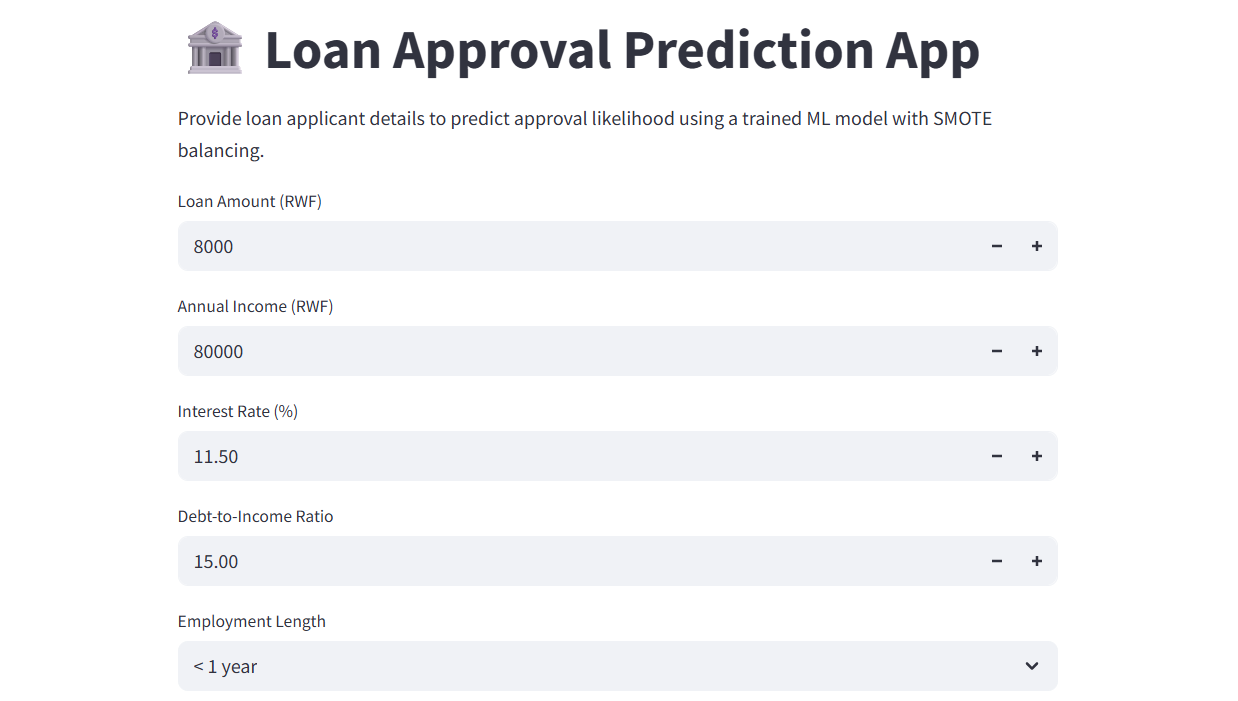 Loan Approval Prediction App
Provide loan applicant details to predict approval likelihood using a trained ML model with SMOTE
balancing.
Loan Amount (RWF)
8000
Annual Income (RWF)
80000
Interest Rate (%)
11.50
Debt-to-Income Ratio
15.00
Employment Length
< 1 year